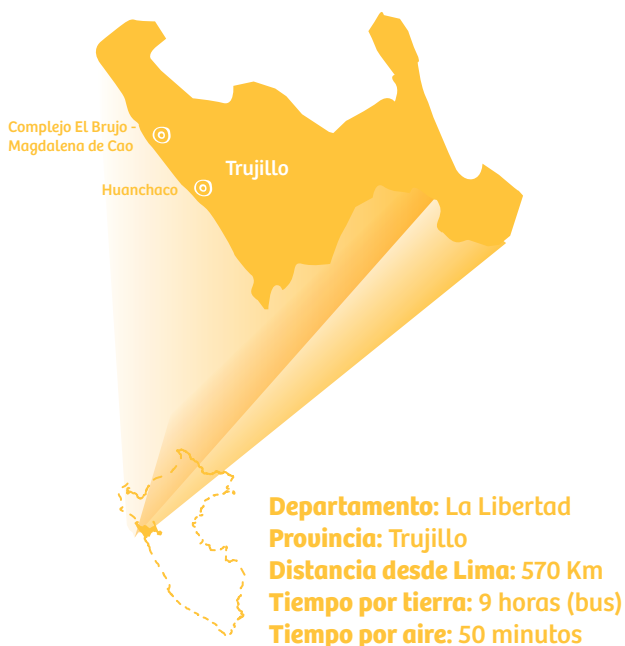 Complejo El Brujo -
Magdalena de Cao
Trujillo
Huanchaco
Departamento: La Libertad
Provincia: Trujillo
Distancia desde Lima: 570 Km
Tiempo por tierra: 9 horas (bus)
Tiempo por aire: 50 minutos